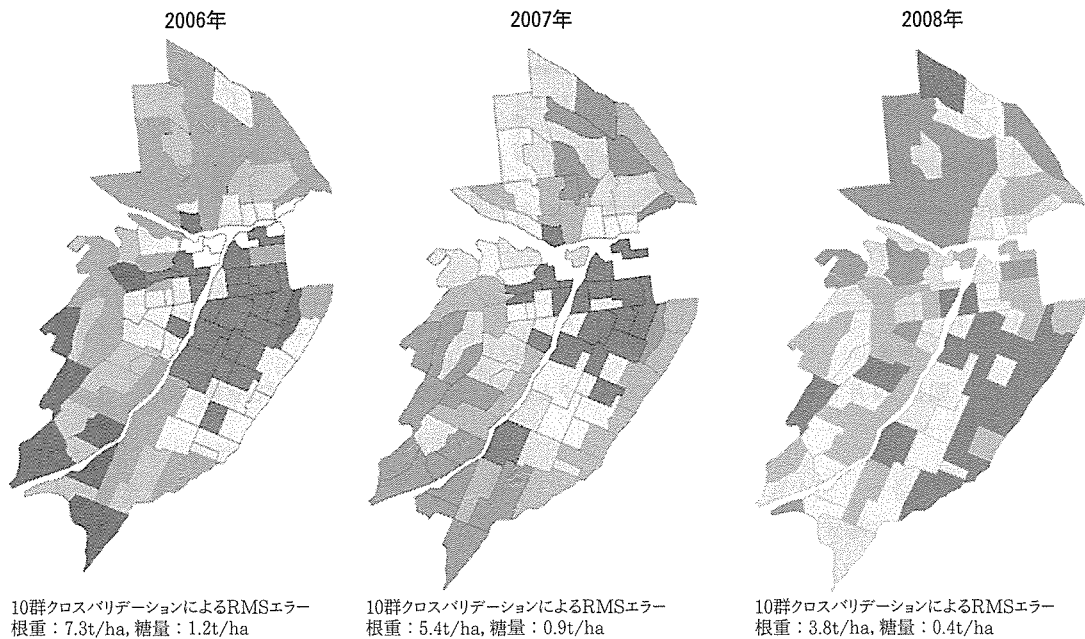 2006年
2007年
2008年
10群クロスバリデーションによるRMSエラー
根重：7.3t/ha, 糖量：1.2t/ha
10群クロスバリデーションによるRMSエラー
根重：5.4t/ha, 糖量：0.9t/ha
10群クロスバリデーションによるRMSエラー
根重：3.8t/ha, 糖量：0.4t/ha